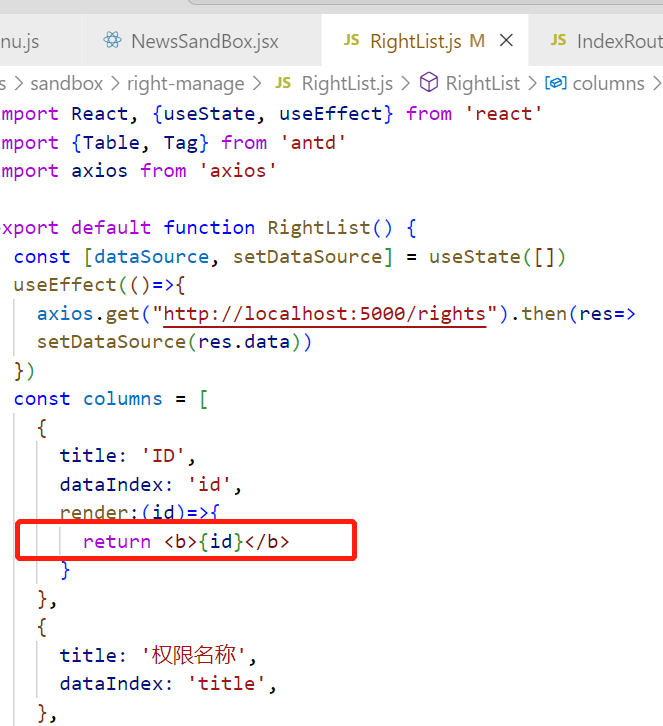 nu.js NewsSandBox.jsx JS RightList.js M JS IndexRout
s > sandbox > right-manage > JS RightList.js > RightList > columns >
mport React, {useState, useEffect} from 'react'
mport {Table, Tag} from 'antd'
mport axios from 'axios'
xport default function RightList() {
const [dataSource, setDataSource] = useState([])
useEffect(()=>{
axios.get("http://localhost:5000/rights").then(res=>
setDataSource(res.data))
})
const columns = [
{
title: 'ID',
dataIndex: 'id',
render:(id)=>{
return <b>{id}</b>
}
},
{
title: '权限名称',
dataIndex: 'title',
},